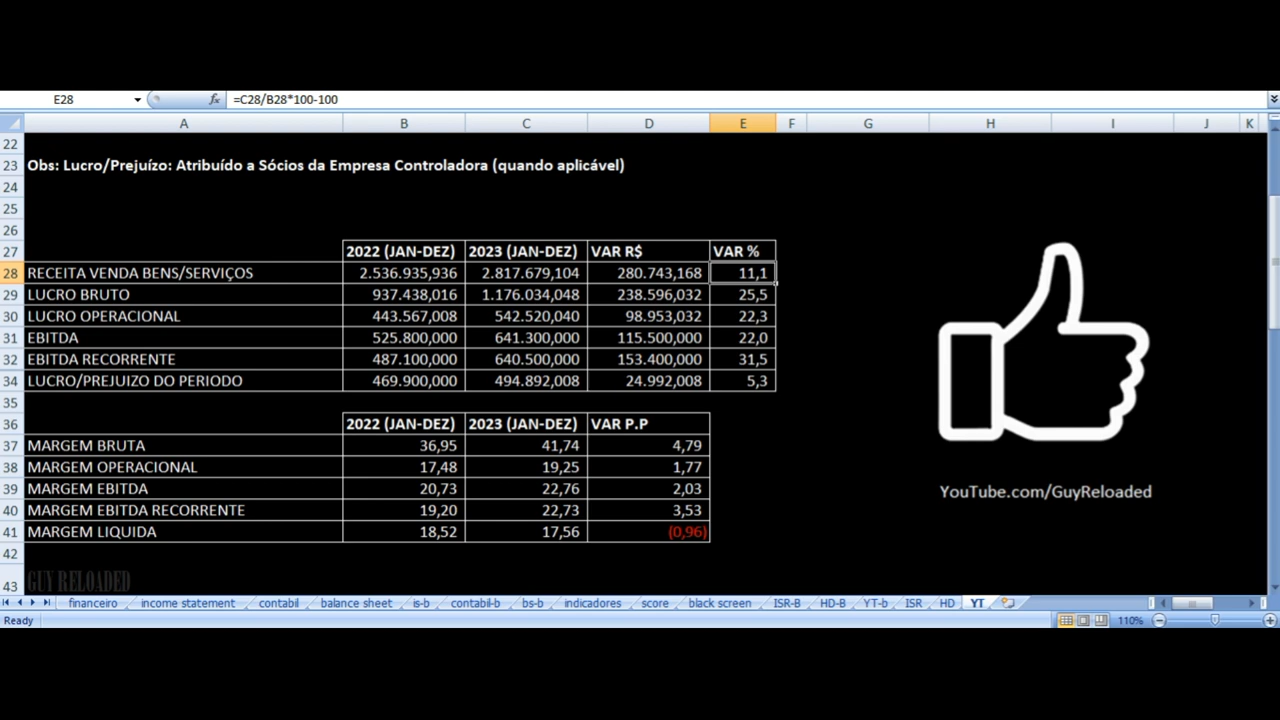 E28 fx =C28/B28*100-100
A B C D E F G H I J K
22
23 Obs: Lucro/Prejuízo: Atribuído a Sócios da Empresa Controladora (quando aplicável)
24
25
26
27 2022 (JAN-DEZ) 2023 (JAN-DEZ) VAR R$ VAR %
28 RECEITA VENDA BENS/SERVIÇOS 2.536.935,936 2.817.679,104 280.743,168 11,1
29 LUCRO BRUTO 937.438,016 1.176.034,048 238.596,032 25,5
30 LUCRO OPERACIONAL 443.567,008 542.520,040 98.953,032 22,3
31 EBITDA 525.800,000 641.300,000 115.500,000 22,0
32 EBITDA RECORRENTE 487.100,000 640.500,000 153.400,000 31,5
34 LUCRO/PREJUIZO DO PERIODO 469.900,000 494.892,008 24.992,008 5,3
35
36 2022 (JAN-DEZ) 2023 (JAN-DEZ) VAR P.P
37 MARGEM BRUTA 36,95 41,74 4,79
38 MARGEM OPERACIONAL 17,48 19,25 1,77
39 MARGEM EBITDA 20,73 22,76 2,03
40 MARGEM EBITDA RECORRENTE 19,20 22,73 3,53
41 MARGEM LIQUIDA 18,52 17,56 (0,96)
42
43 GUY RELOADED
YouTube.com/GuyReloaded
financeiro income statement contabil balance sheet is-b contabil-b bs-b indicadores score black screen ISR-B HD-B YT-b ISR HD YT
Ready 110%